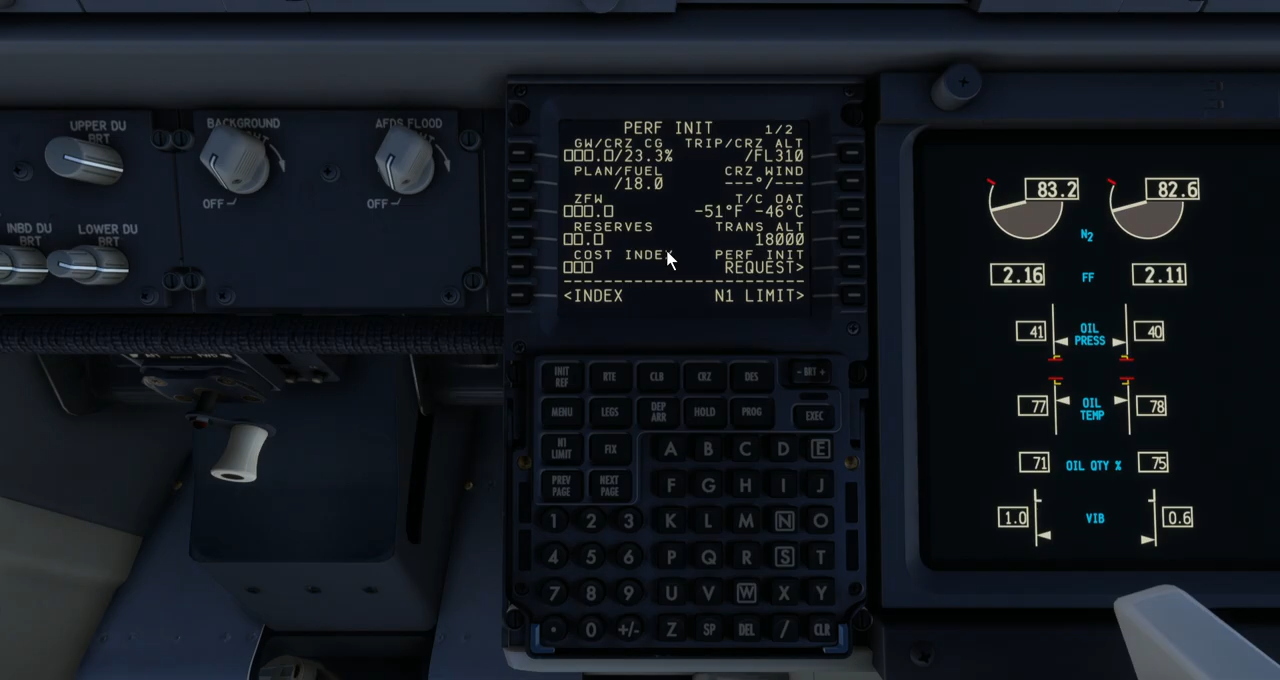 UPPER DU
BRT
BACKGROUND
OFF
AFDS FLOOD
OFF
INBD DU
BRT
LOWER DU
BRT
PERF INIT 1/2
GW/CRZ CG TRIP/CRZ ALT
□□□.0/23.3% /FL310
PLAN/FUEL CRZ WIND
/18.0 ---°/---
ZFW T/C OAT
□□□.□ -51°F -46°C
RESERVES TRANS ALT
□□.□ 18000
COST INDEX PERF INIT
□□□ REQUEST>
--------------------------------
<INDEX N1 LIMIT>
INIT REF
RTE
CLB
CRZ
DES
- BRT +
MENU
LEGS
DEP ARR
HOLD
PROG
EXEC
N1 LIMIT
FIX
A B C D E
PREV PAGE
NEXT PAGE
F G H I J
1 2 3 K L M N O
4 5 6 P Q R S T
7 8 9 U V W X Y
. 0 +/- Z SP DEL / CLR
83.2 82.6
N2
2.16 FF 2.11
41 OIL PRESS 40
77 OIL TEMP 78
71 OIL QTY % 75
1.0 VIB 0.6